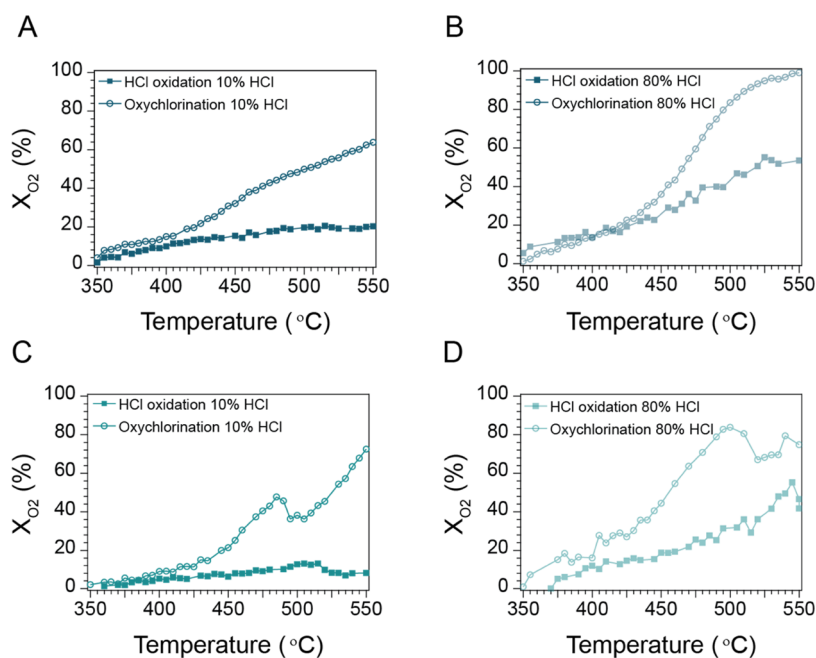 A
100
80
60
40
20
0
X_O2 (%)
HCl oxidation 10% HCl
Oxychlorination 10% HCl
350 400 450 500 550
Temperature ( °C)
B
100
80
60
40
20
0
X_O2 (%)
HCl oxidation 80% HCl
Oxychlorination 80% HCl
350 400 450 500 550
Temperature ( °C)
C
100
80
60
40
20
0
X_O2 (%)
HCl oxidation 10% HCl
Oxychlorination 10% HCl
350 400 450 500 550
Temperature ( °C)
D
100
80
60
40
20
0
X_O2 (%)
HCl oxidation 80% HCl
Oxychlorination 80% HCl
350 400 450 500 550
Temperature ( °C)